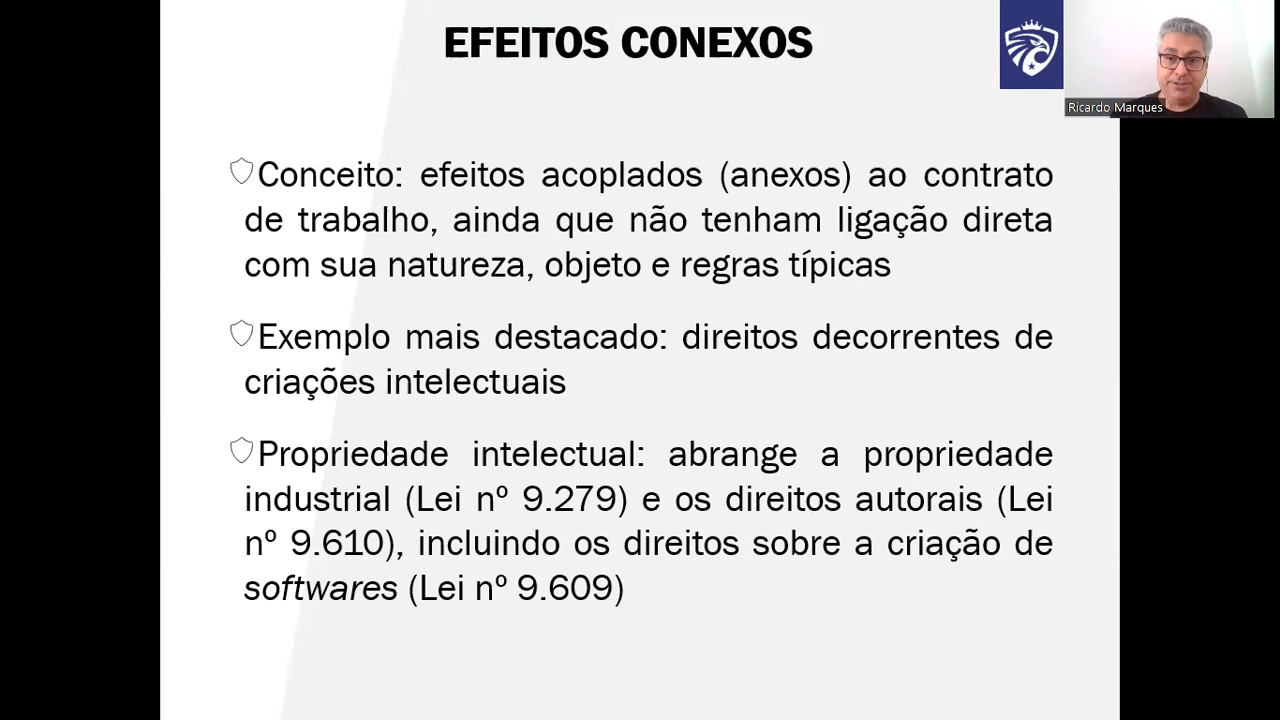 EFEITOS CONEXOS
Ricardo Marques
Conceito: efeitos acoplados (anexos) ao contrato
de trabalho, ainda que não tenham ligação direta
com sua natureza, objeto e regras típicas
Exemplo mais destacado: direitos decorrentes de
criações intelectuais
Propriedade intelectual: abrange a propriedade
industrial (Lei nº 9.279) e os direitos autorais (Lei
nº 9.610), incluindo os direitos sobre a criação de
softwares (Lei nº 9.609)